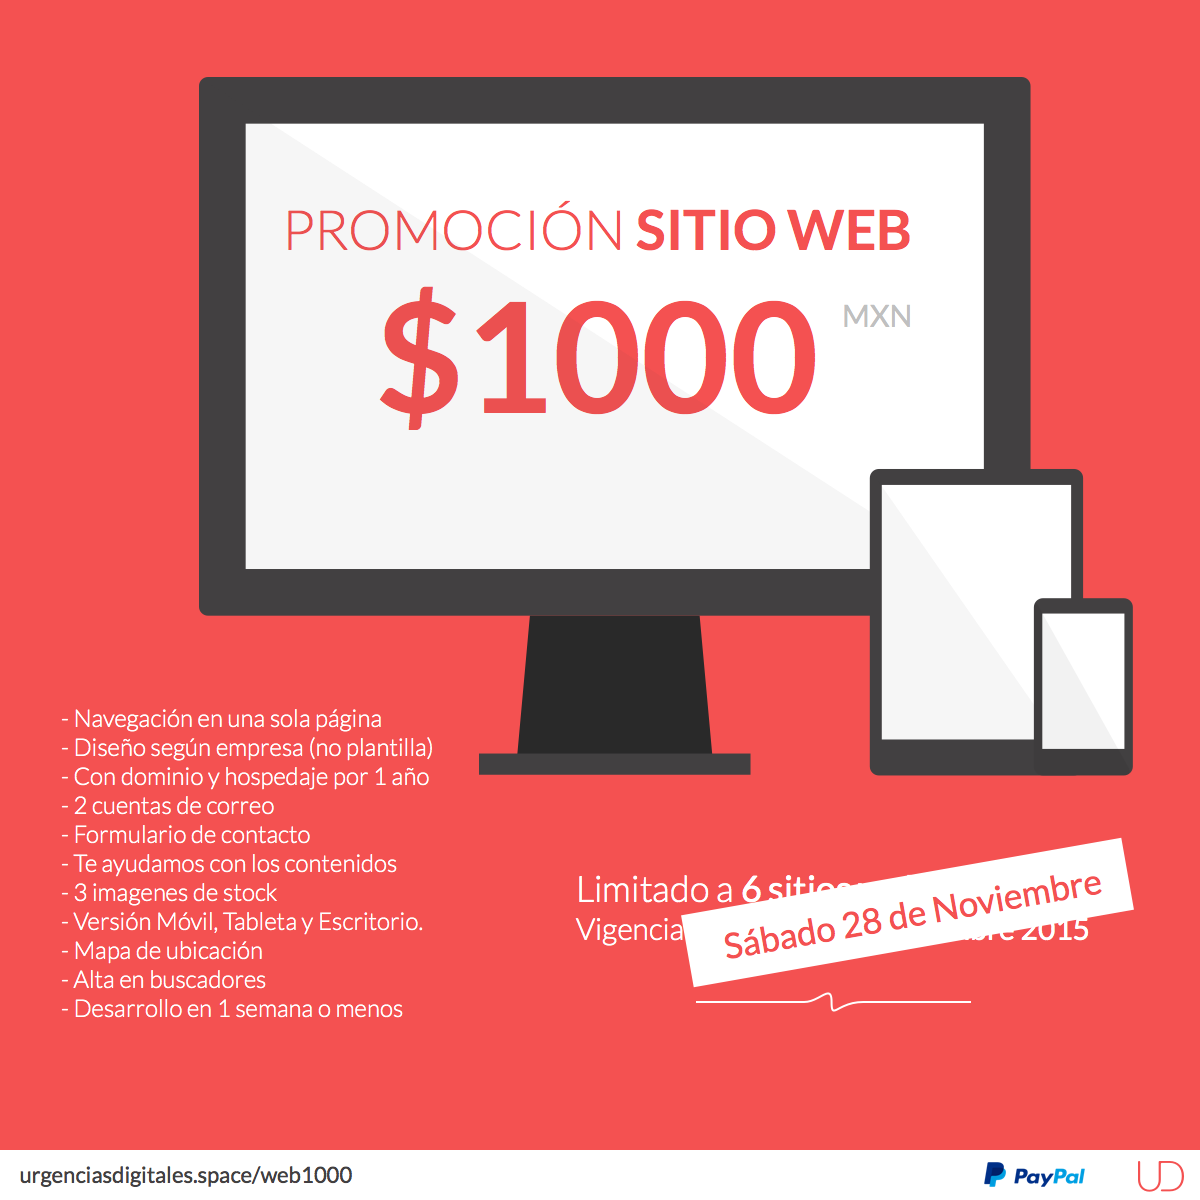 PROMOCIÓN SITIO WEB
$1000 MXN
- Navegación en una sola página
- Diseño según empresa (no plantilla)
- Con dominio y hospedaje por 1 año
- 2 cuentas de correo
- Formulario de contacto
- Te ayudamos con los contenidos
- 3 imagenes de stock
- Versión Móvil, Tableta y Escritorio.
- Mapa de ubicación
- Alta en buscadores
- Desarrollo en 1 semana o menos
Limitado a 6 sitios
Vigencia 2015
Sábado 28 de Noviembre
urgenciasdigitales.space/web1000
PayPal
UD